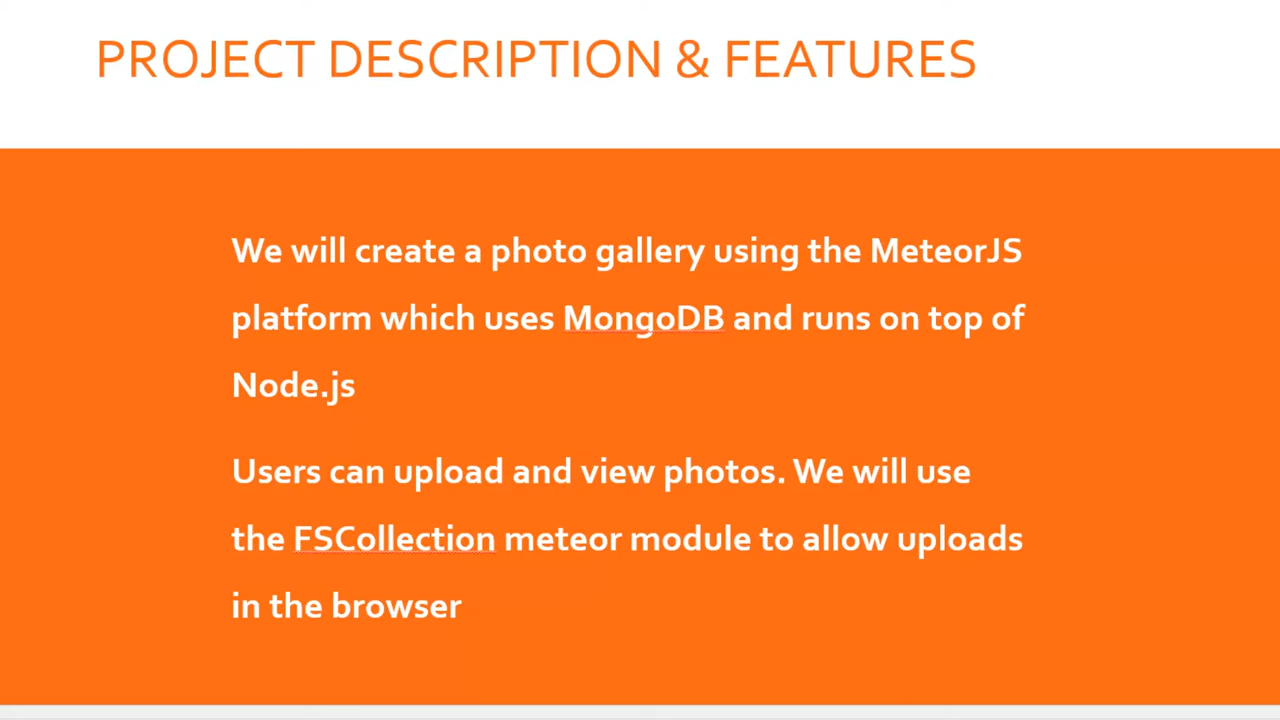 PROJECT DESCRIPTION & FEATURES
We will create a photo gallery using the MeteorJS
platform which uses MongoDB and runs on top of
Node.js
Users can upload and view photos. We will use
the FSCollection meteor module to allow uploads
in the browser